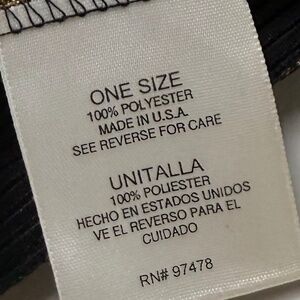 ONE SIZE
100% POLYESTER
MADE IN U.S.A.
SEE REVERSE FOR CARE
UNITALLA
100% POLIESTER
HECHO EN ESTADOS UNIDOS
VE EL REVERSO PARA EL
CUIDADO
RN# 97478